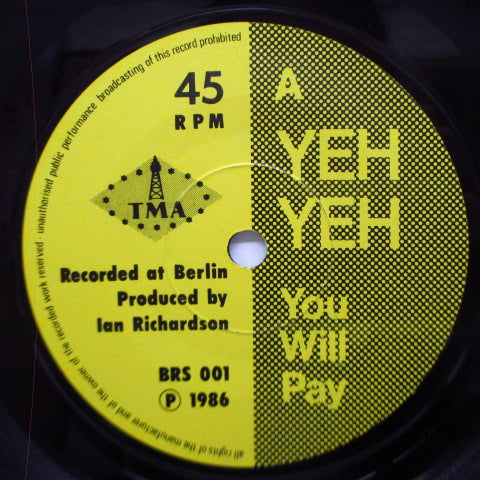 all rights of the manufacturer and of the owner of the recorded work reserved - unauthorised public performance broadcasting of this record prohibited
45
RPM
TMA
Recorded at Berlin
Produced by
Ian Richardson
BRS 001
Ⓟ 1986
A
YEH
YEH
You
Will
Pay